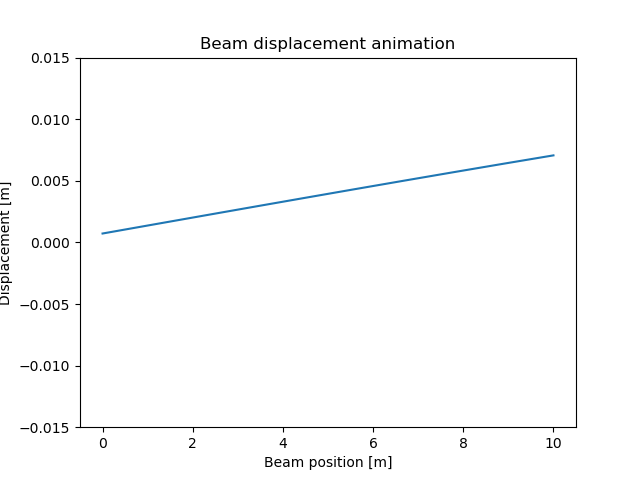 Beam displacement animation
0.015
0.010
0.005
0.000
−0.005
−0.010
−0.015
Displacement [m]
0 2 4 6 8 10
Beam position [m]